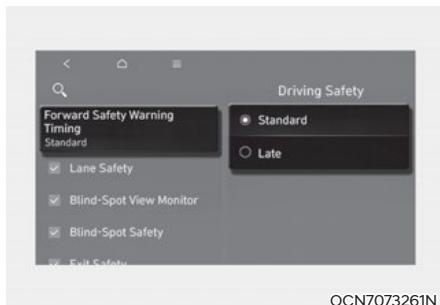 Driving Safety
Forward Safety Warning
Timing
Standard
Lane Safety
Blind-Spot View Monitor
Blind-Spot Safety
Exit Safety
Standard
Late
OCN7073261N